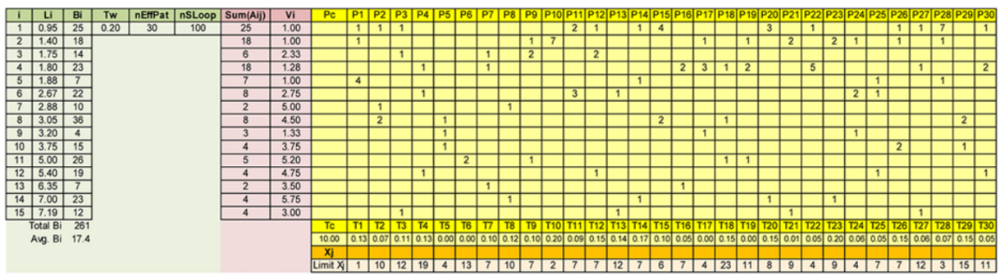 i Li Bi Tw nEffPat nSLoop Sum(Aij) Vi Pc P1 P2 P3 P4 P5 P6 P7 P8 P9 P10 P11 P12 P13 P14 P15 P16 P17 P18 P19 P20 P21 P22 P23 P24 P25 P26 P27 P28 P29 P30
1 0.95 25 0.20 30 100 25 1.00 1 1 1 2 1 1 4 3 1 1 1 7 1
2 1.40 18 18 1.00 1 1 7 1 1 2 2 1 1 1
3 1.75 14 6 2.33 1 1 2 2
4 1.80 23 18 1.28 1 1 2 3 1 2 5 1 2
5 1.88 7 7 1.00 4 1 1 1
6 2.67 22 8 2.75 1 3 1 2 1
7 2.88 10 2 5.00 1 1
8 3.05 36 8 4.50 2 1 2 1 2
9 3.20 4 3 1.33 1 1 1
10 3.75 15 4 3.75 1 2 1
11 5.00 26 5 5.20 2 1 1 1
12 5.40 19 4 4.75 1 1 1 1
13 6.35 7 2 3.50 1 1
14 7.00 23 4 5.75 1 1 1 1
15 7.19 12 4 3.00 1 1 1 1
Total Bi 261 Tc T1 T2 T3 T4 T5 T6 T7 T8 T9 T10 T11 T12 T13 T14 T15 T16 T17 T18 T19 T20 T21 T22 T23 T24 T25 T26 T27 T28 T29 T30
Avg. Bi 17.4 10.00 0.13 0.07 0.11 0.13 0.00 0.00 0.10 0.12 0.10 0.20 0.09 0.15 0.14 0.17 0.10 0.05 0.00 0.15 0.00 0.15 0.01 0.05 0.20 0.06 0.05 0.15 0.06 0.07 0.15 0.05
Xj
Limit Xj 1 10 12 19 4 13 7 10 7 2 7 7 12 7 6 7 4 23 11 8 9 4 9 4 7 7 12 3 15 11